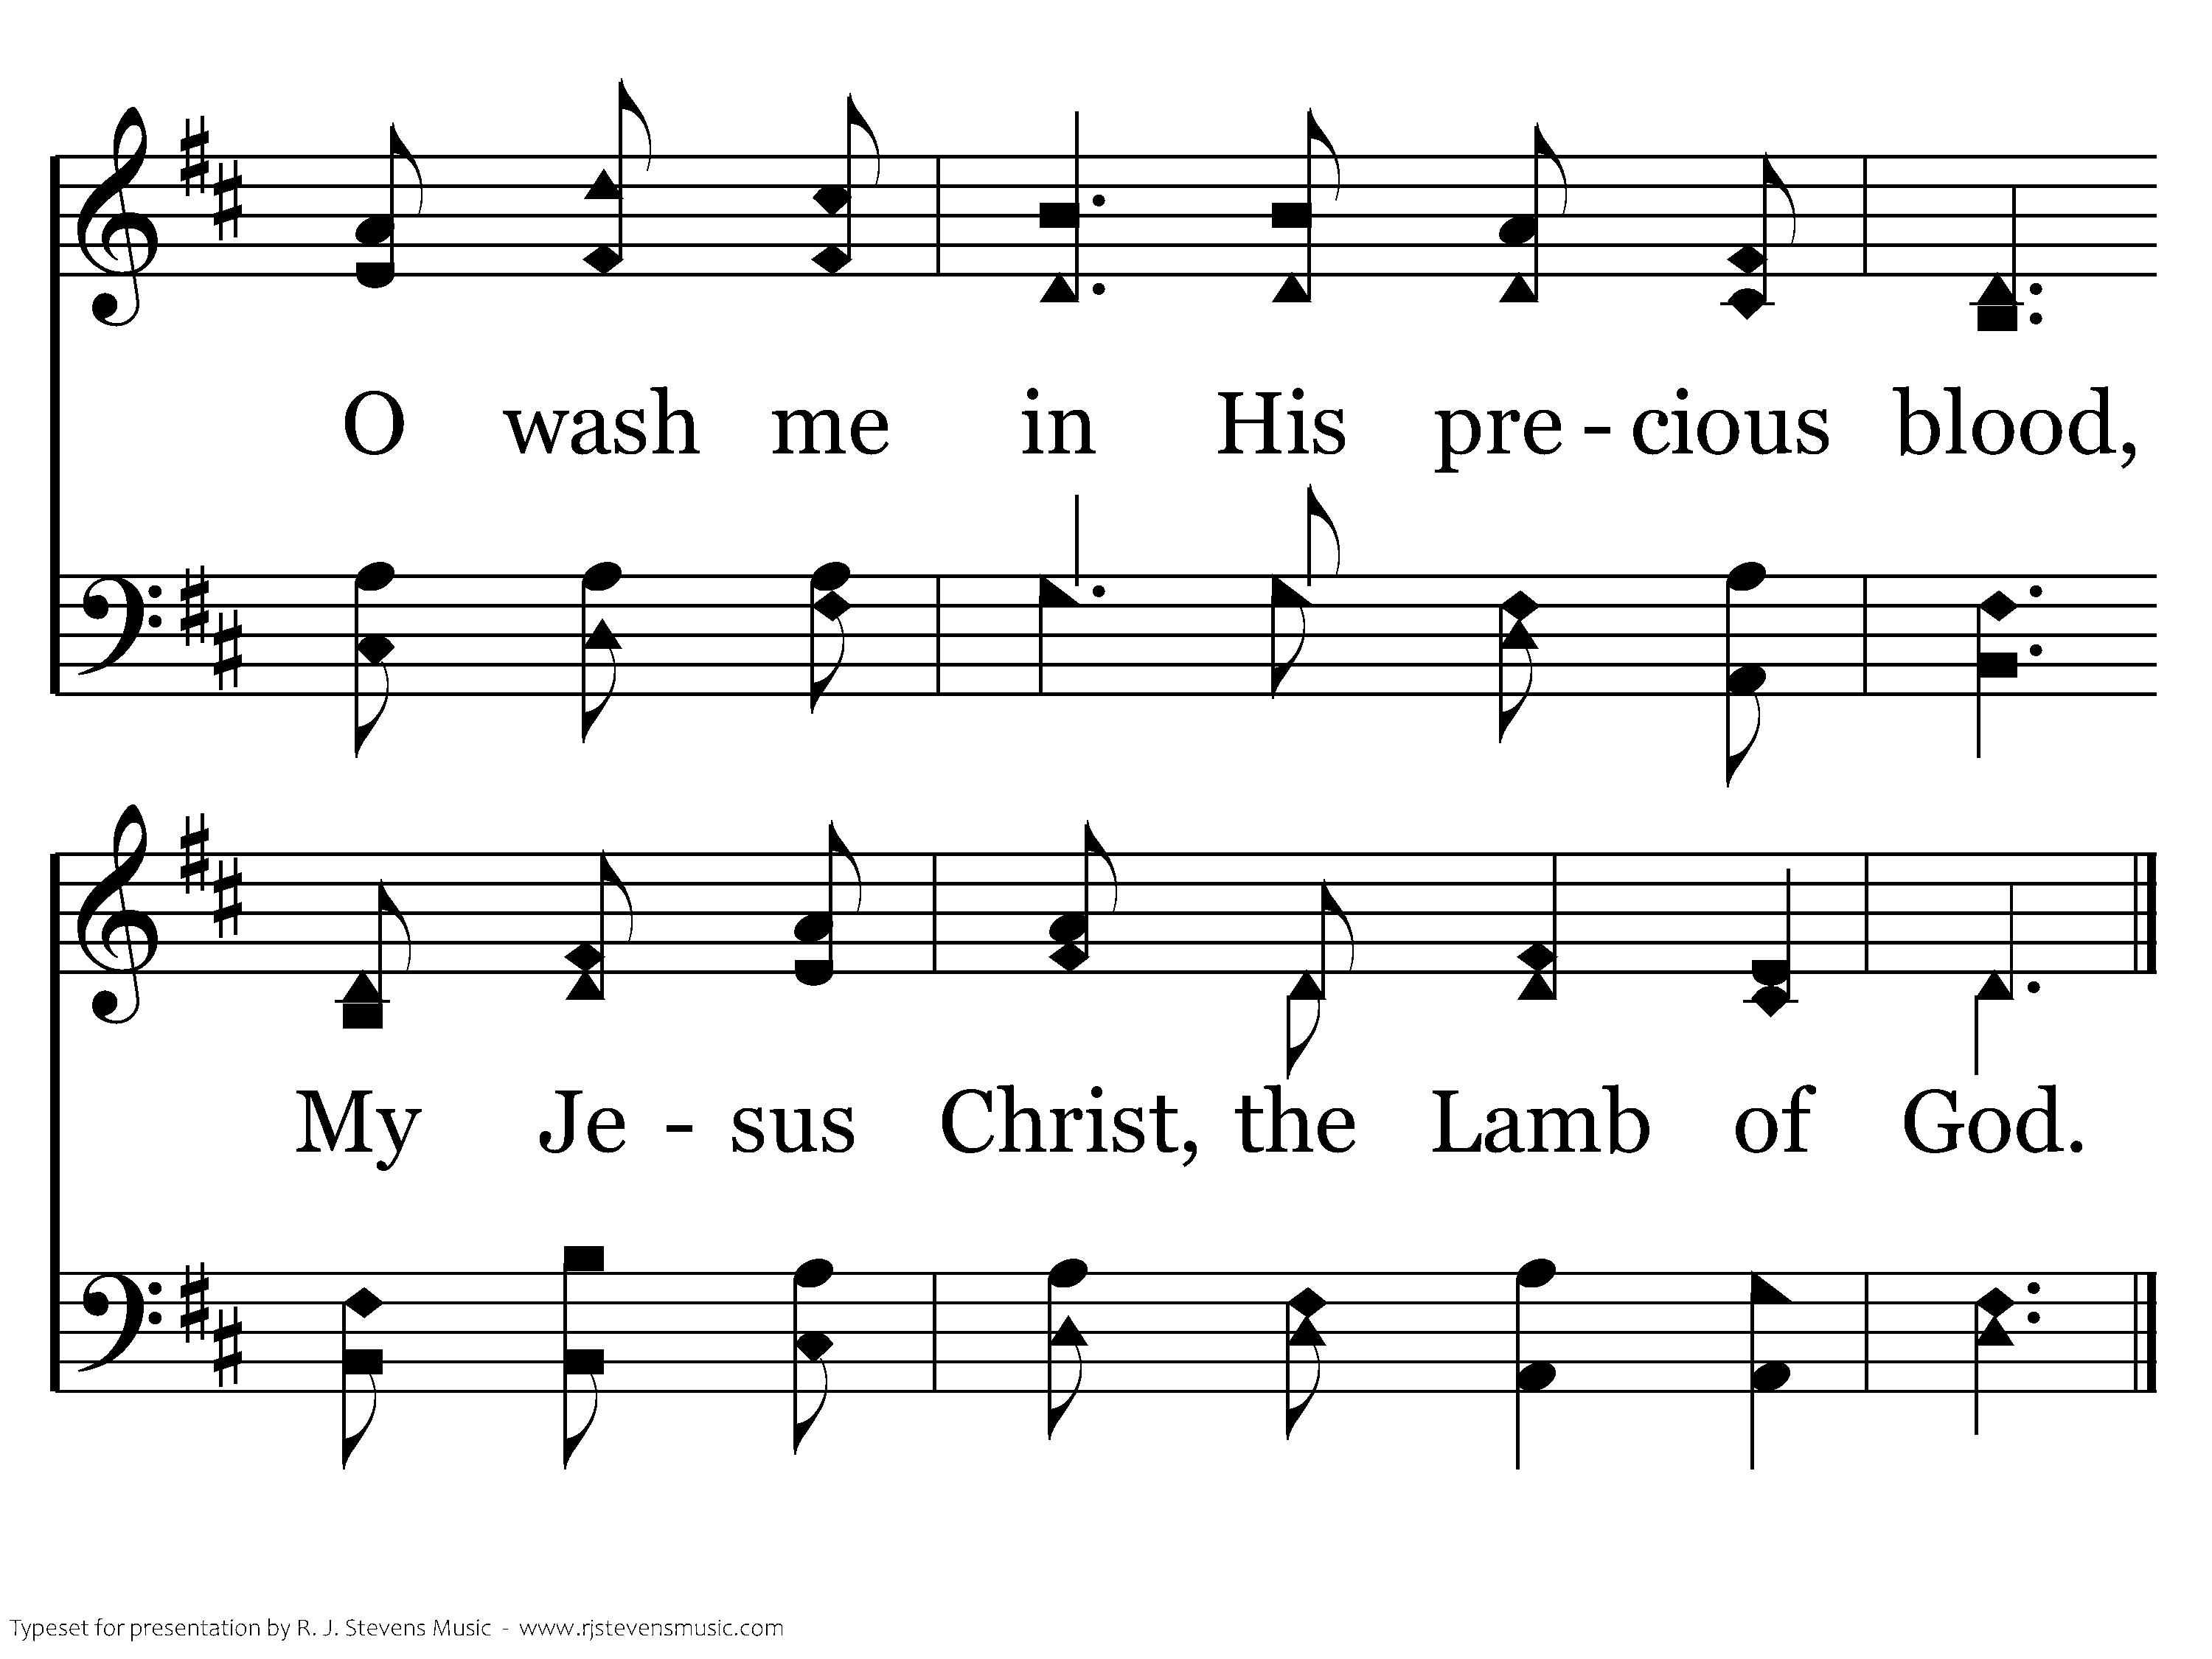 O wash me in His pre - cious blood,
My Je - sus Christ, the Lamb of God.
Typeset for presentation by R. J. Stevens Music - www.rjstevensmusic.com